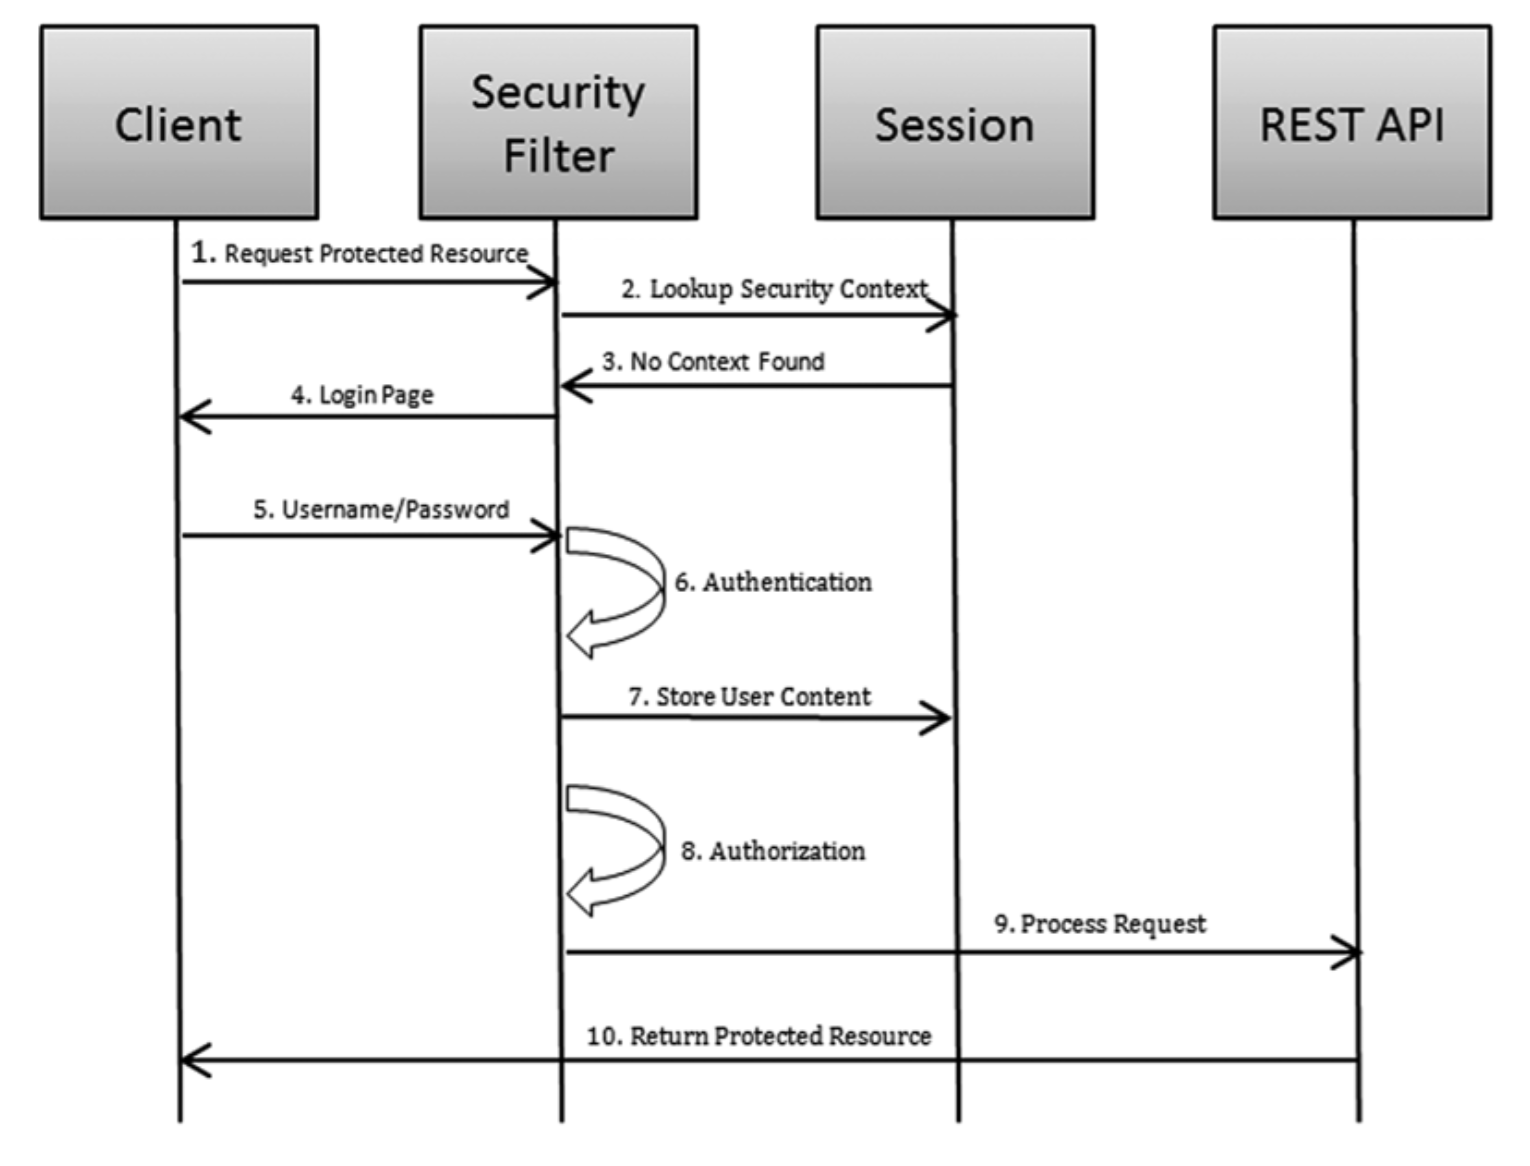 Client
Security
Filter
Session
REST API
1. Request Protected Resource
2. Lookup Security Context
3. No Context Found
4. Login Page
5. Username/Password
6. Authentication
7. Store User Content
8. Authorization
9. Process Request
10. Return Protected Resource